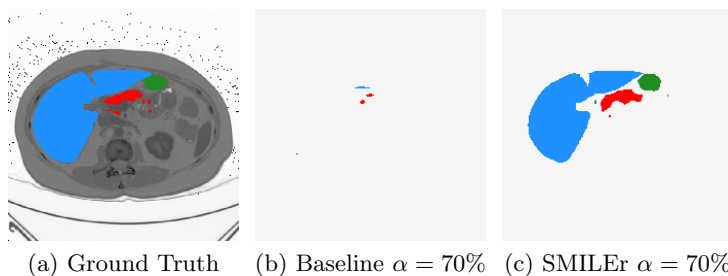 (a) Ground Truth
(b) Baseline α = 70%
(c) SMILEr α = 70%